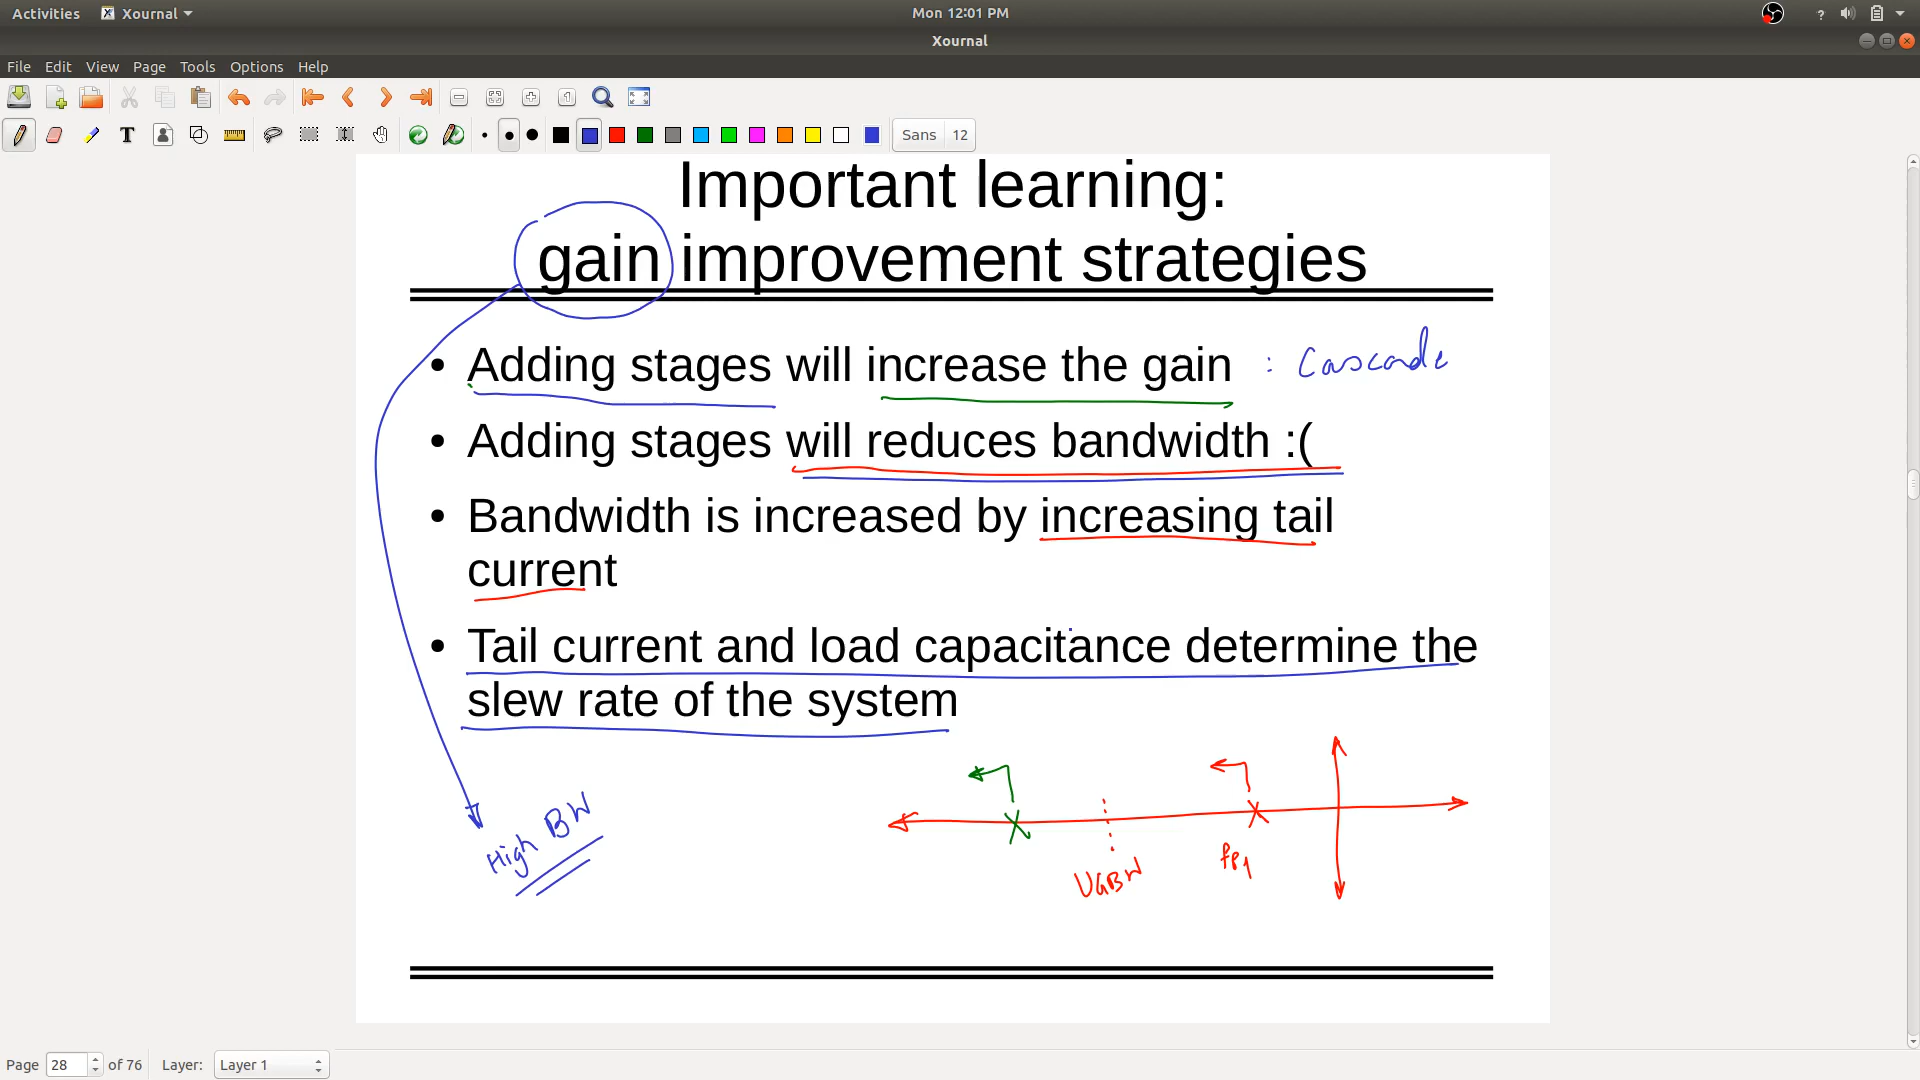 Activities Xournal Mon 12:01 PM ?
Xournal
File Edit View Page Tools Options Help
T Sans 12
Important learning:
gain improvement strategies
• Adding stages will increase the gain : Cascade
• Adding stages will reduces bandwidth :(
• Bandwidth is increased by increasing tail
current
• Tail current and load capacitance determine the
slew rate of the system
High BW
UGBW
fp1
Page 28 of 76 Layer: Layer 1